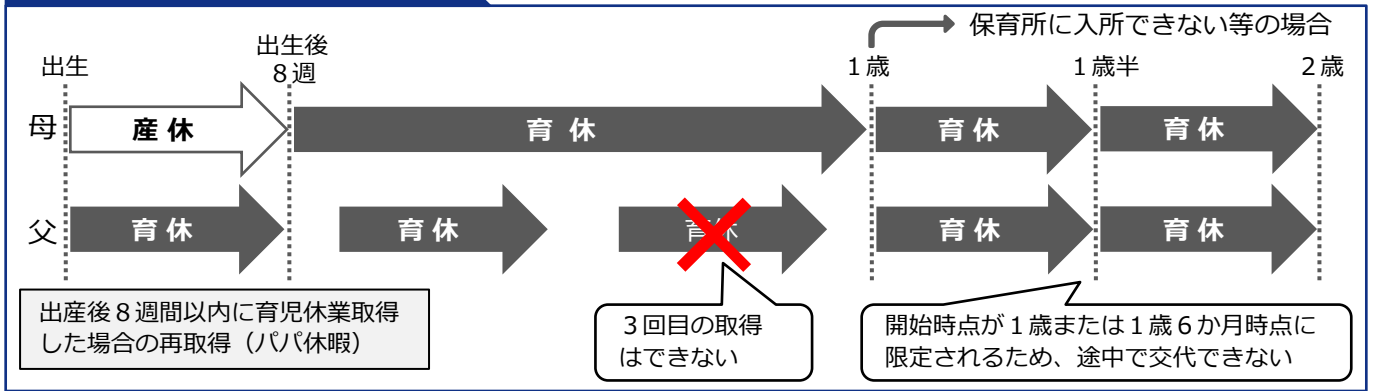 保育所に入所できない等の場合
出生
出生後
８週
１歳
１歳半
２歳
母
産 休
育 休
育 休
育 休
父
育 休
育 休
育休
育 休
育 休
出産後８週間以内に育児休業取得
した場合の再取得（パパ休暇）
３回目の取得
はできない
開始時点が１歳または１歳６か月時点に
限定されるため、途中で交代できない